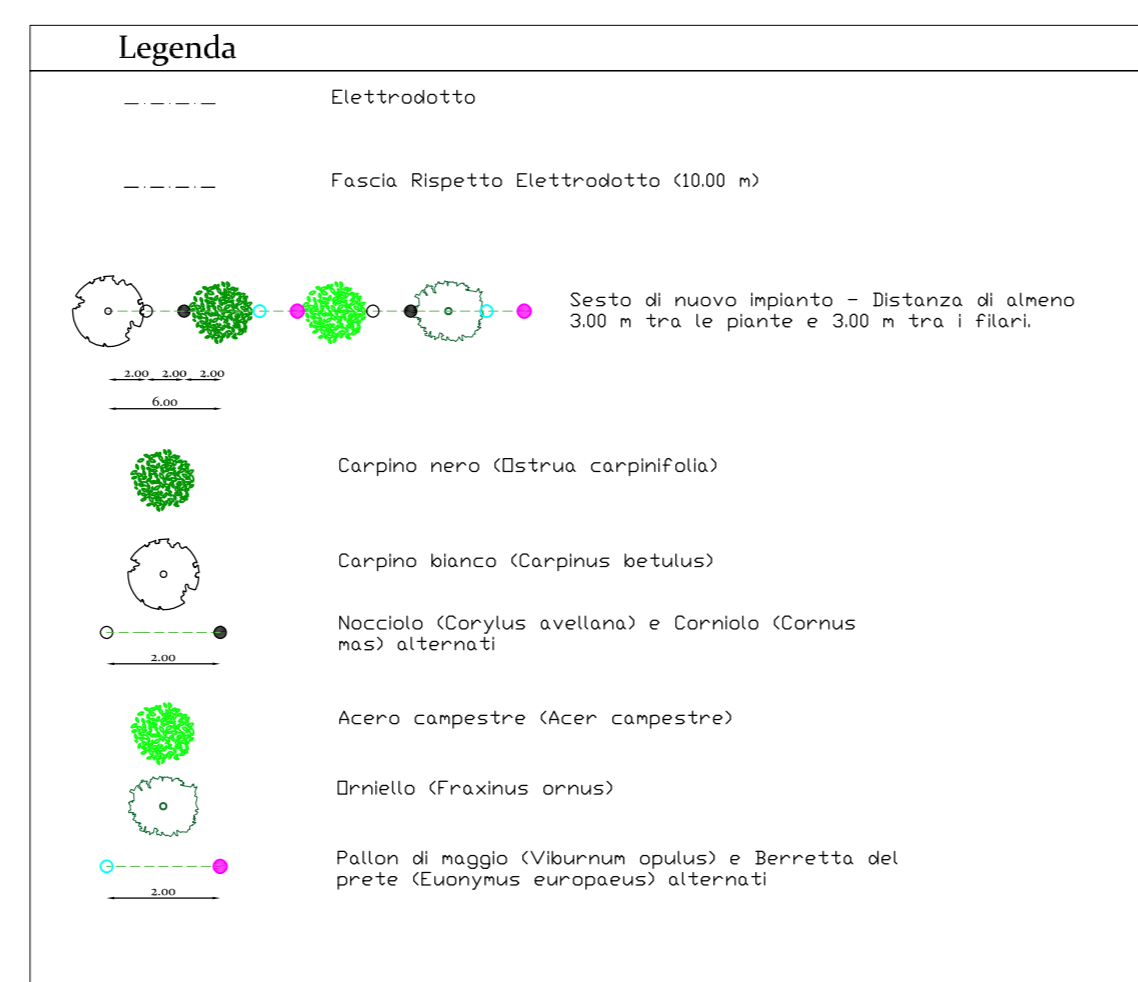 Legenda
Elettrodotto
Fascia Rispetto Elettrodotto (10.00 m)
Sesto di nuovo impianto - Distanza di almeno
3.00 m tra le piante e 3.00 m tra i filari.
2.00 2.00 2.00
6.00
Carpino nero (Ostrua carpinifolia)
Carpino bianco (Carpinus betulus)
Nocciolo (Corylus avellana) e Corniolo (Cornus
mas) alternati
2.00
Acero campestre (Acer campestre)
Orniello (Fraxinus ornus)
Pallon di maggio (Viburnum opulus) e Berretta del
prete (Euonymus europaeus) alternati
2.00